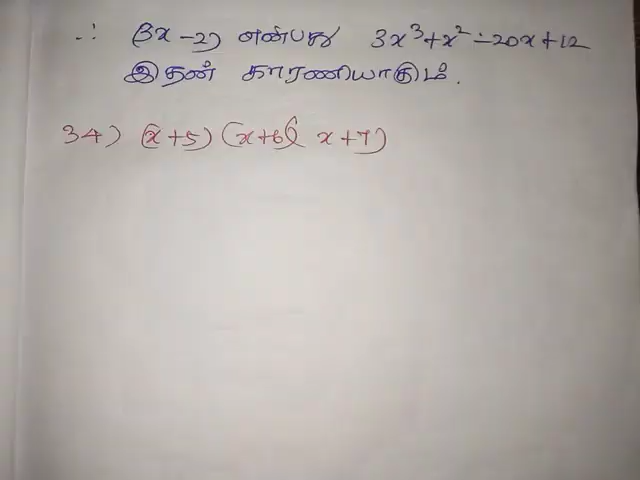 ∴ (3x -2) என்பது 3x³+x²-20x+12
இதன் காரணியாகும்.
34) (x+5) (x+6)( x+7)